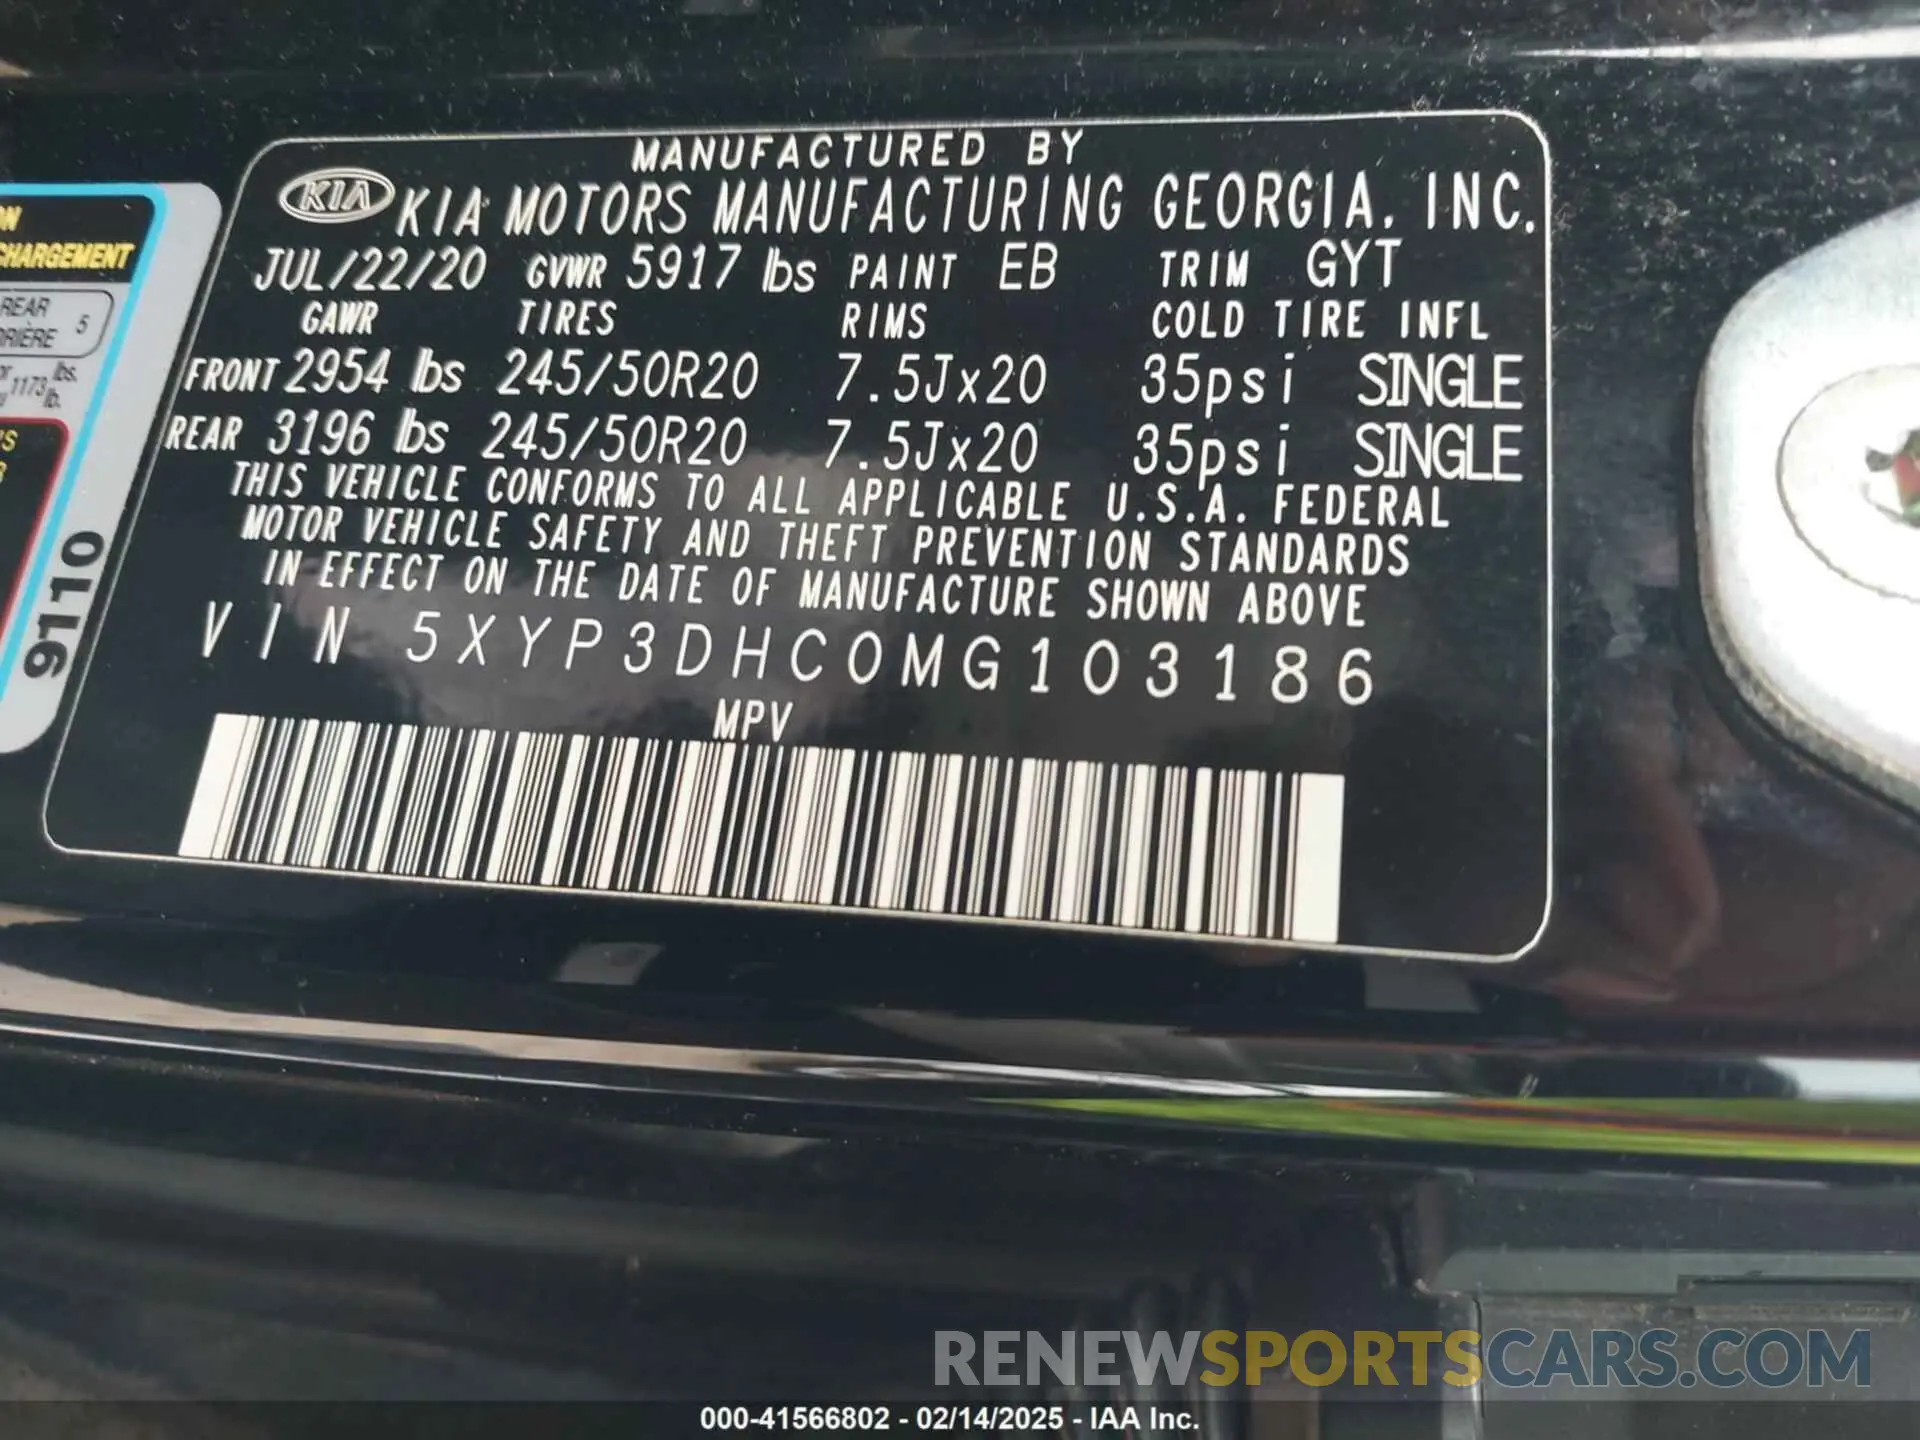 MANUFACTURED BY
KIA KIA MOTORS MANUFACTURING GEORGIA, INC.
JUL/22/20 GVWR 5917 lbs PAINT EB TRIM GYT
GAWR TIRES RIMS COLD TIRE INFL
FRONT 2954 lbs 245/50R20 7.5Jx20 35psi SINGLE
REAR 3196 lbs 245/50R20 7.5Jx20 35psi SINGLE
THIS VEHICLE CONFORMS TO ALL APPLICABLE U.S.A. FEDERAL
MOTOR VEHICLE SAFETY AND THEFT PREVENTION STANDARDS
IN EFFECT ON THE DATE OF MANUFACTURE SHOWN ABOVE
VIN 5XYP3DHC0MG103186
MPV
CHARGEMENT
REAR
5
1173
lbs.
lb.
9110
RENEWSPORTSCARS.COM
000-41566802 - 02/14/2025 - IAA Inc.